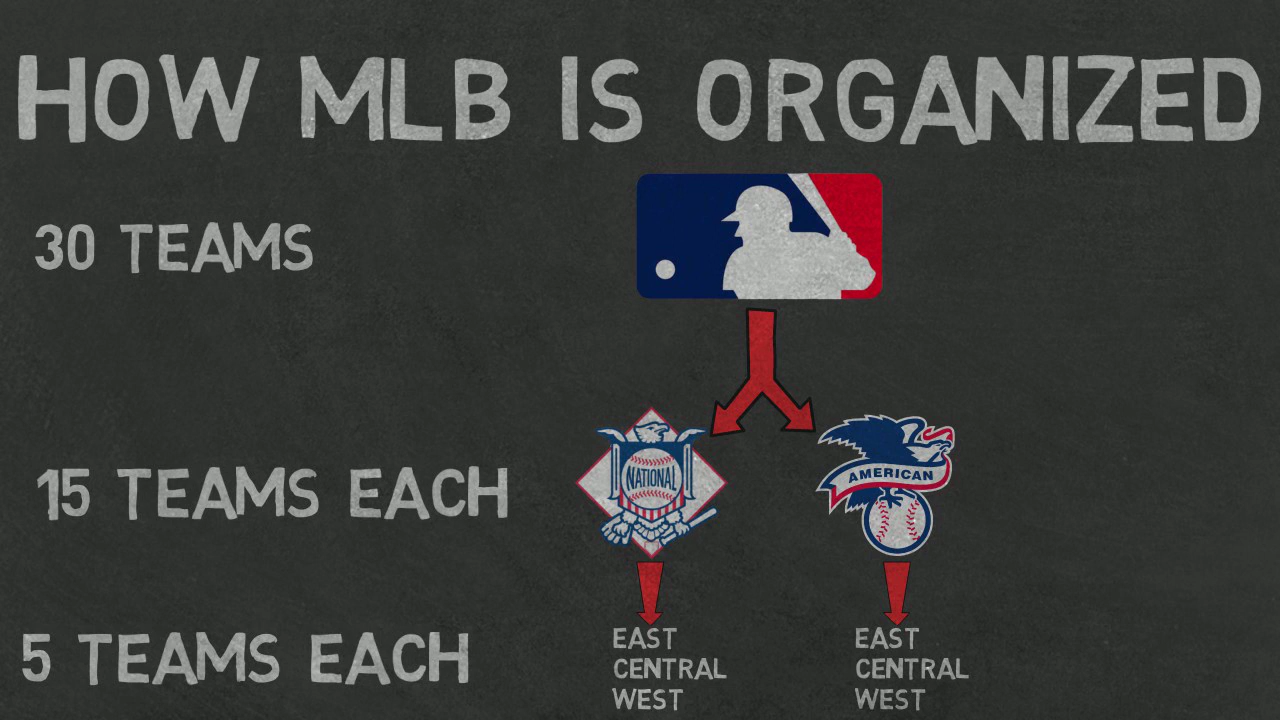 HOW MLB IS ORGANIZED
30 TEAMS
15 TEAMS EACH
NATIONAL
AMERICAN
5 TEAMS EACH
EAST
CENTRAL
WEST
EAST
CENTRAL
WEST